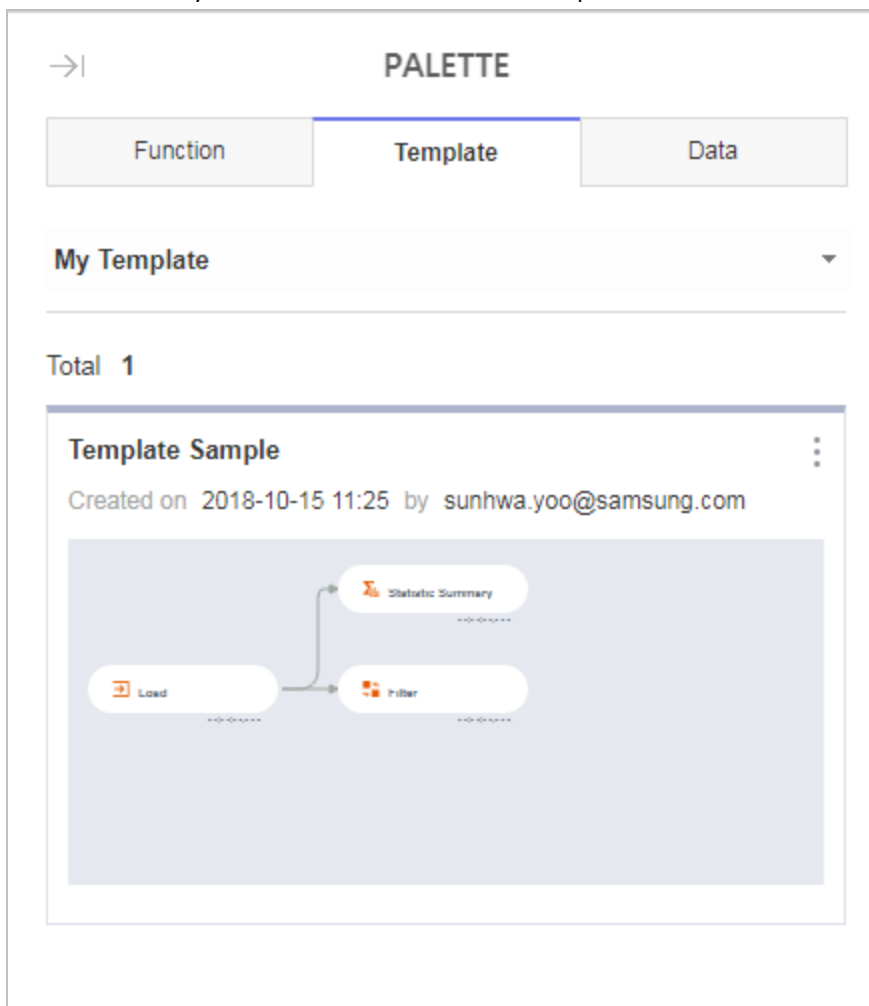 PALETTE
Function Template Data
My Template
Total 1
Template Sample
Created on 2018-10-15 11:25 by sunhwa.yoo@samsung.com
Statistic Summary
Load
Filter